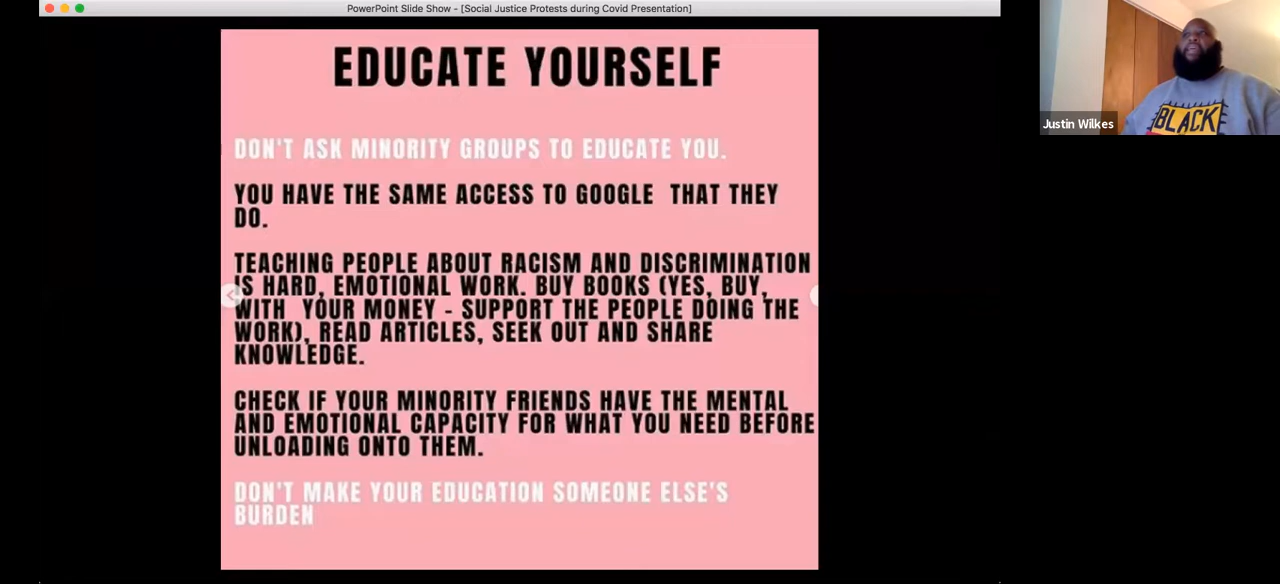 PowerPoint Slide Show - [Social Justice Protests during Covid Presentation]
EDUCATE YOURSELF
DON'T ASK MINORITY GROUPS TO EDUCATE YOU.
YOU HAVE THE SAME ACCESS TO GOOGLE THAT THEY
DO.
TEACHING PEOPLE ABOUT RACISM AND DISCRIMINATION
IS HARD, EMOTIONAL WORK. BUY BOOKS (YES, BUY,
WITH YOUR MONEY - SUPPORT THE PEOPLE DOING THE
WORK), READ ARTICLES, SEEK OUT AND SHARE
KNOWLEDGE.
CHECK IF YOUR MINORITY FRIENDS HAVE THE MENTAL
AND EMOTIONAL CAPACITY FOR WHAT YOU NEED BEFORE
UNLOADING ONTO THEM.
DON'T MAKE YOUR EDUCATION SOMEONE ELSE'S
BURDEN
BLACK
Justin Wilkes